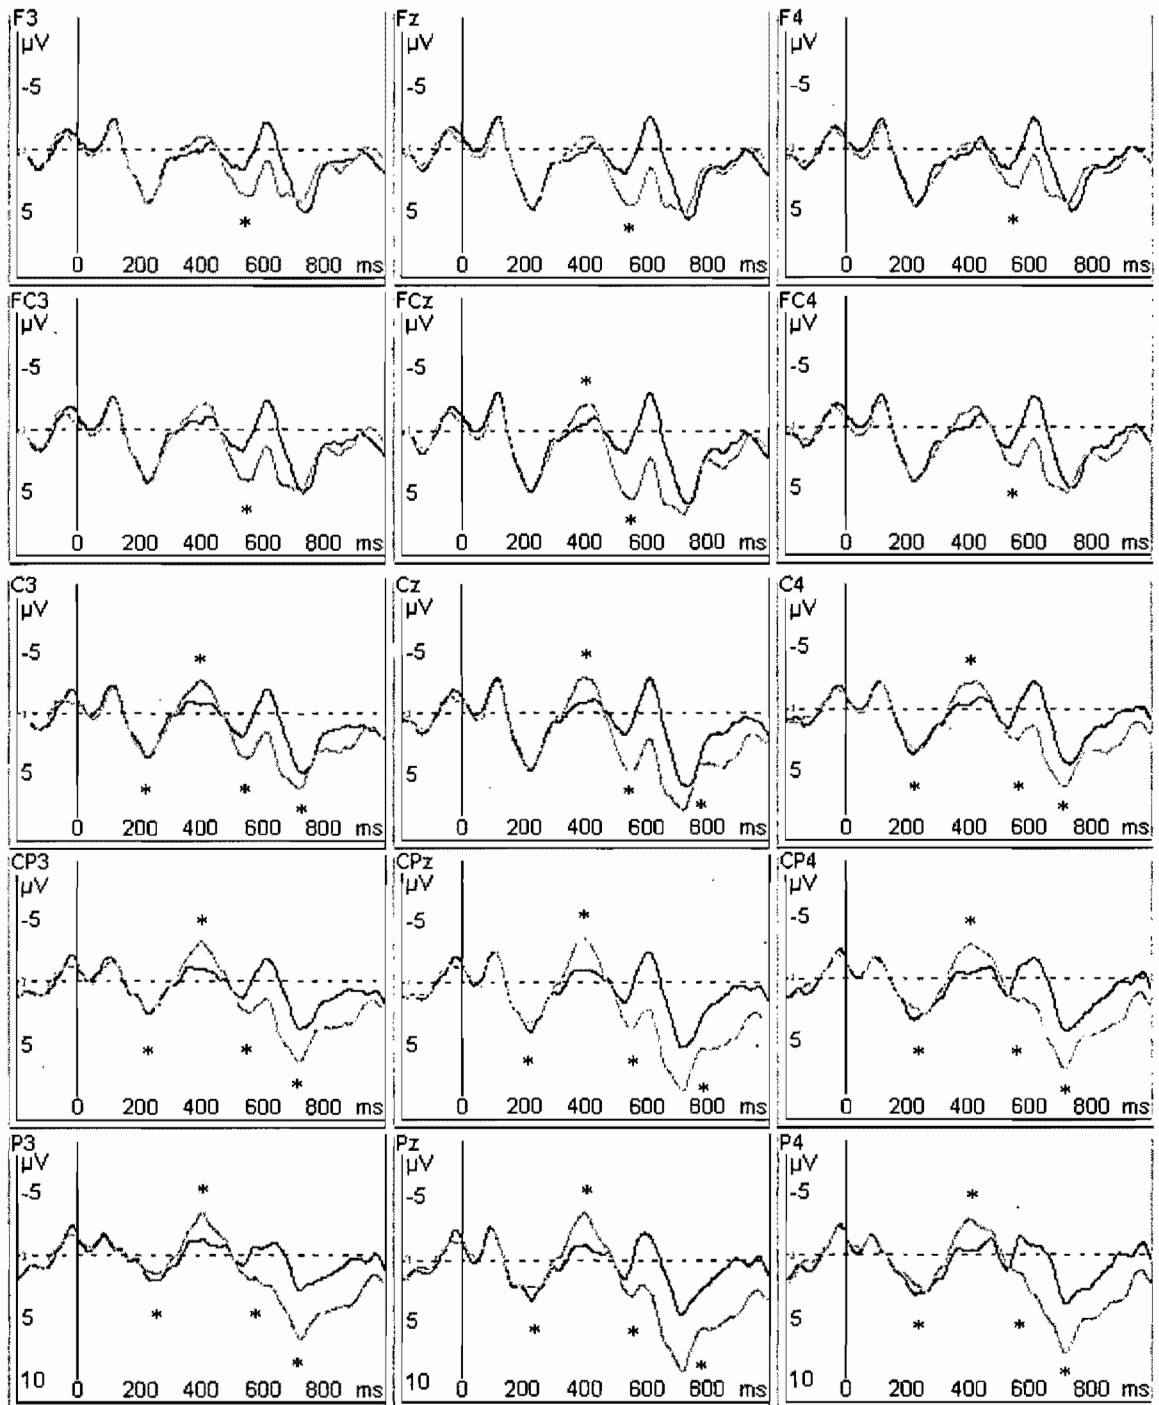 F3 Fz F4
µV µV µV
-5 -5 -5
5 5 5
* * *
0 200 400 600 800 ms 0 200 400 600 800 ms 0 200 400 600 800 ms
FC3 FCz FC4
µV µV µV
-5 -5 -5
*
5 5 5
* * *
0 200 400 600 800 ms 0 200 400 600 800 ms 0 200 400 600 800 ms
C3 Cz C4
µV µV µV
-5 * -5 * -5 *
5 5 5
* * * * * * * *
0 200 400 600 800 ms 0 200 400 600 800 ms 0 200 400 600 800 ms
CP3 CPz CP4
µV µV µV
-5 * -5 * -5 *
5 5 5
* * * * * * * * *
0 200 400 600 800 ms 0 200 400 600 800 ms 0 200 400 600 800 ms
P3 Pz P4
µV µV µV
-5 * -5 * -5 *
5 5 5
* * * * * * * * *
10 0 200 400 600 800 ms 10 0 200 400 600 800 ms 10 0 200 400 600 800 ms